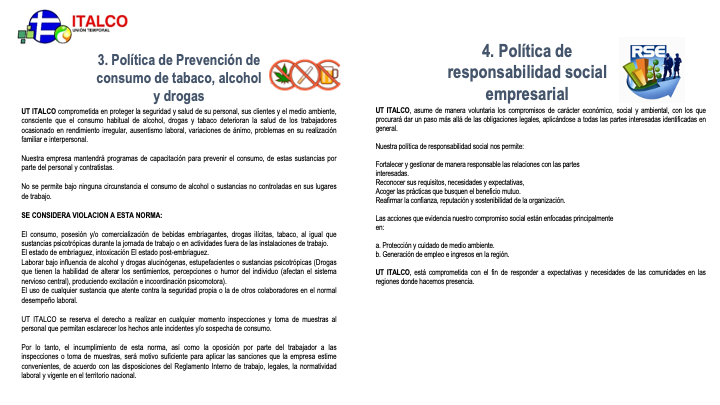 ITALCO
UNIÓN TEMPORAL
3. Política de Prevención de
consumo de tabaco, alcohol
y drogas
UT ITALCO comprometida en proteger la seguridad y salud de su personal, sus clientes y el medio ambiente,
consciente que el consumo habitual de alcohol, drogas y tabaco deterioran la salud de los trabajadores
ocasionado en rendimiento irregular, ausentismo laboral, variaciones de ánimo, problemas en su realización
familiar e interpersonal.
Nuestra empresa mantendrá programas de capacitación para prevenir el consumo, de estas sustancias por
parte del personal y contratistas.
No se permite bajo ninguna circunstancia el consumo de alcohol o sustancias no controladas en sus lugares
de trabajo.
SE CONSIDERA VIOLACION A ESTA NORMA:
El consumo, posesión y/o comercialización de bebidas embriagantes, drogas ilícitas, tabaco, al igual que
sustancias psicotrópicas durante la jornada de trabajo o en actividades fuera de las instalaciones de trabajo.
El estado de embriaguez, intoxicación El estado post-embriaguez.
Laborar bajo influencia de alcohol y drogas alucinógenas, estupefacientes o sustancias psicotrópicas (Drogas
que tienen la habilidad de alterar los sentimientos, percepciones o humor del individuo (afectan el sistema
nervioso central), produciendo excitación e incoordinación psicomotora).
El uso de cualquier sustancia que atente contra la seguridad propia o la de otros colaboradores en el normal
desempeño laboral.
UT ITALCO se reserva el derecho a realizar en cualquier momento inspecciones y toma de muestras al
personal que permitan esclarecer los hechos ante incidentes y/o sospecha de consumo.
Por lo tanto, el incumplimiento de esta norma, así como la oposición por parte del trabajador a las
inspecciones o toma de muestras, será motivo suficiente para aplicar las sanciones que la empresa estime
convenientes, de acuerdo con las disposiciones del Reglamento Interno de trabajo, legales, la normatividad
laboral y vigente en el territorio nacional.
4. Política de
responsabilidad social
empresarial
RSE
UT ITALCO, asume de manera voluntaria los compromisos de carácter económico, social y ambiental, con los que
procurará dar un paso más allá de las obligaciones legales, aplicándose a todas las partes interesadas identificadas en
general.
Nuestra política de responsabilidad social nos permite:
Fortalecer y gestionar de manera responsable las relaciones con las partes
interesadas.
Reconocer sus requisitos, necesidades y expectativas,
Acoger las prácticas que busquen el beneficio mutuo.
Reafirmar la confianza, reputación y sostenibilidad de la organización.
Las acciones que evidencia nuestro compromiso social están enfocadas principalmente
en:
a. Protección y cuidado de medio ambiente.
b. Generación de empleo e ingresos en la región.
UT ITALCO, está comprometida con el fin de responder a expectativas y necesidades de las comunidades en las
regiones donde hacemos presencia.